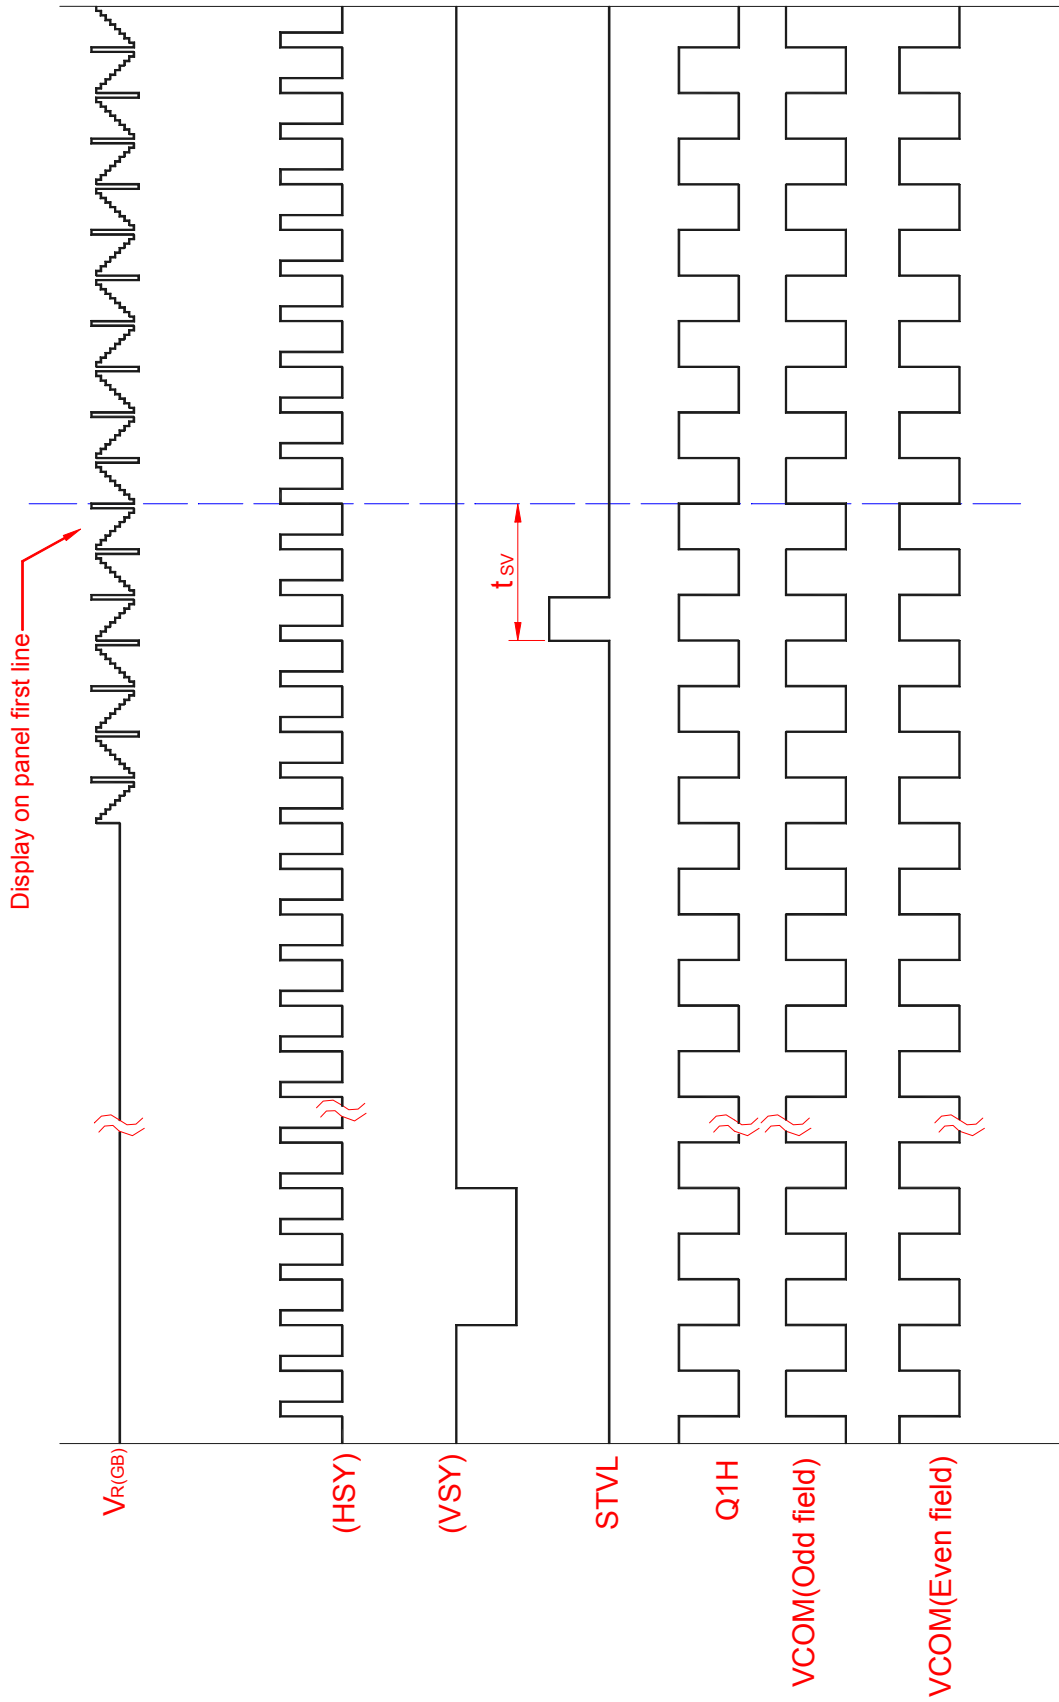 Display on panel first line
tSV
VR(GB)
(HSY)
(VSY)
STVL
Q1H
VCOM(Odd field)
VCOM(Even field)